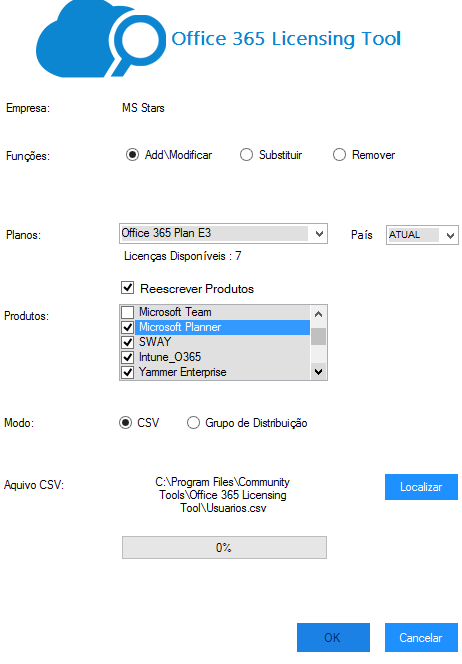 Office 365 Licensing Tool
Empresa: MS Stars
Funções: Add\Modificar Substituir Remover
Planos: Office 365 Plan E3 País ATUAL
Licenças Disponíveis : 7
Reescrever Produtos
Produtos: Microsoft Team
Microsoft Planner
SWAY
Intune_O365
Yammer Enterprise
Modo: CSV Grupo de Distribuição
Aquivo CSV: C:\Program Files\Community Localizar
Tools\Office 365 Licensing
Tool\Usuarios.csv
0%
OK Cancelar